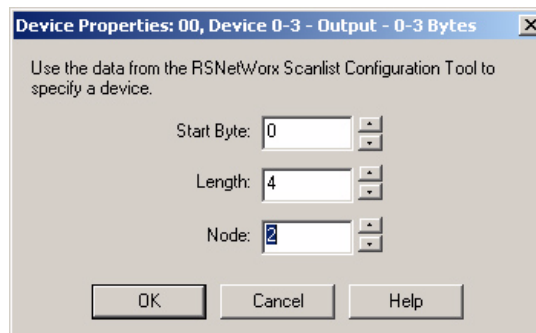 Device Properties: 00, Device 0-3 - Output - 0-3 Bytes
Use the data from the RSNetWorx Scanlist Configuration Tool to
specify a device.
Start Byte: 0
Length: 4
Node: 2
OK Cancel Help